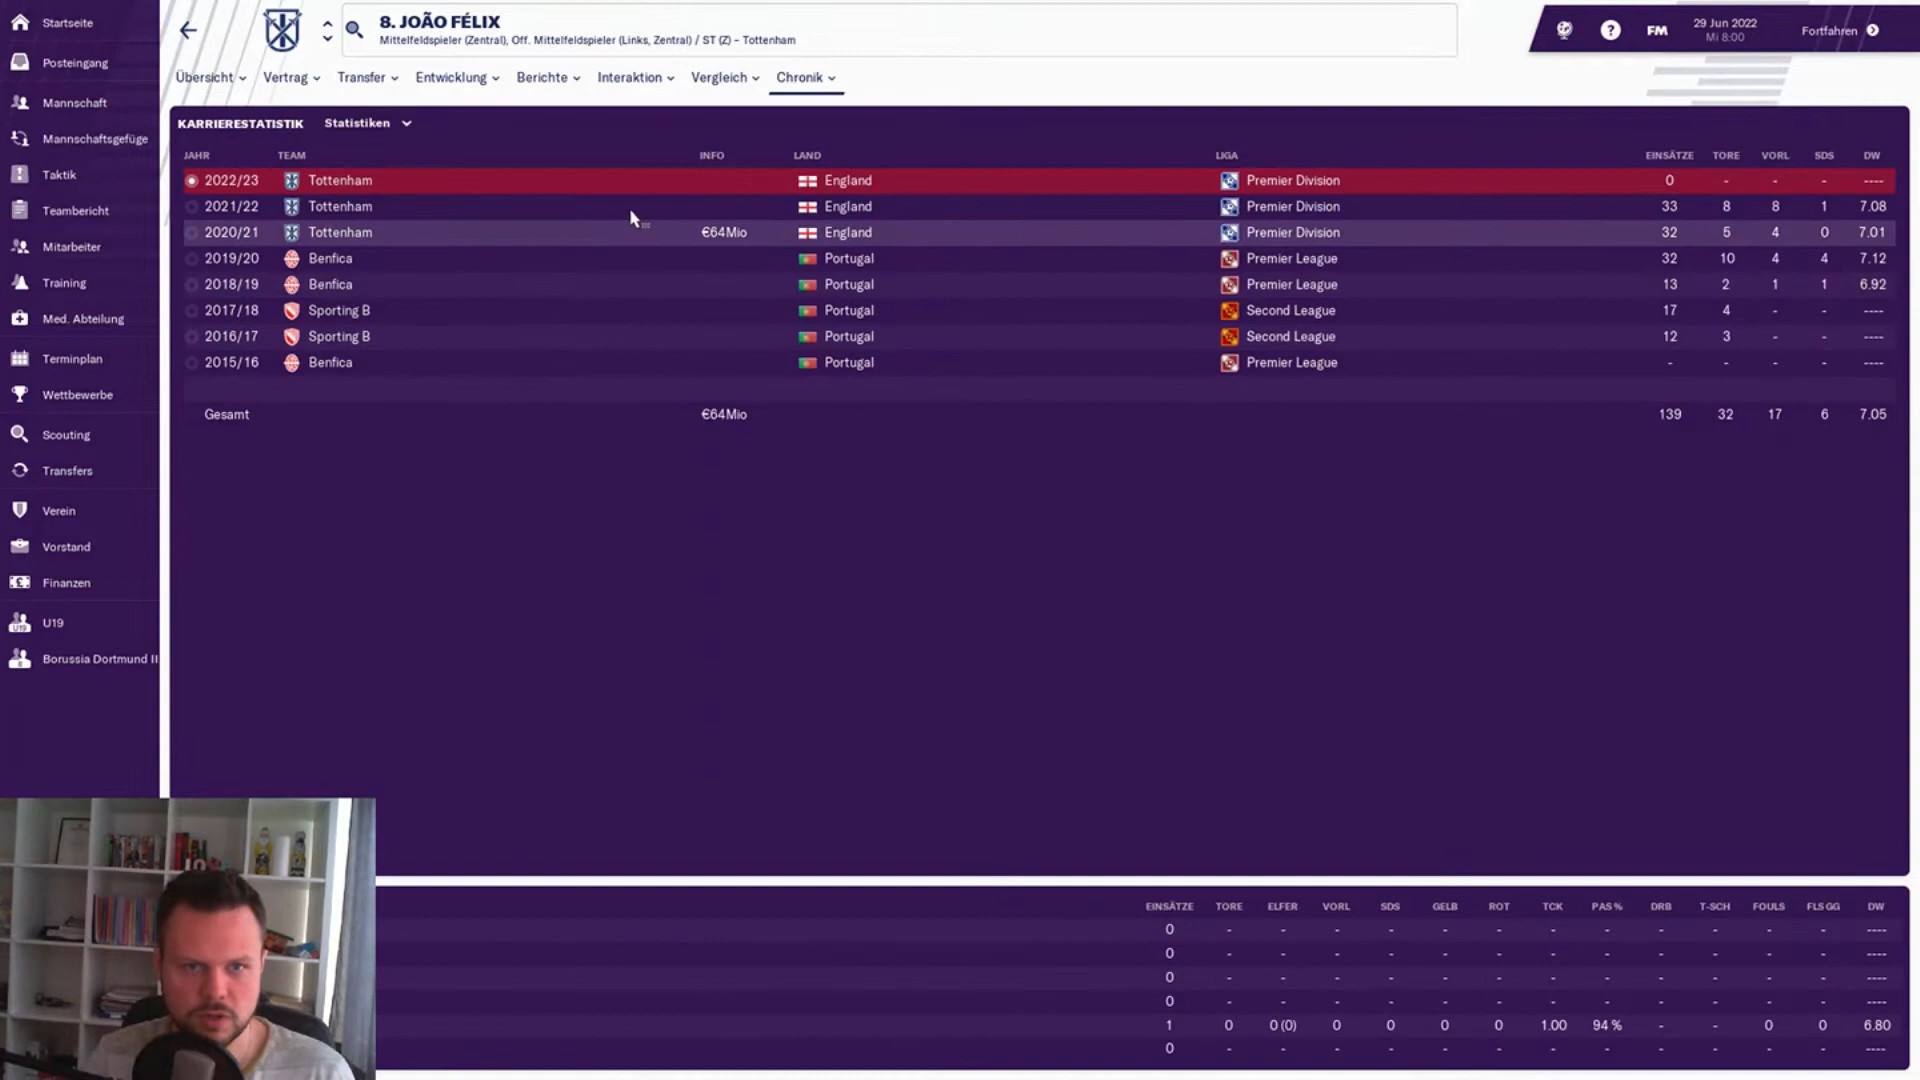 Startseite
Posteingang
Mannschaft
Mannschaftsgefüge
Taktik
Teambericht
Mitarbeiter
Training
Med. Abteilung
Terminplan
Wettbewerbe
Scouting
Transfers
Verein
Vorstand
Finanzen
U19
Borussia Dortmund II
8. JOÃO FÉLIX
Mittelfeldspieler (Zentral), Off. Mittelfeldspieler (Links, Zentral) / ST (Z) – Tottenham
FM
29 Jun 2022
Mi 8:00
Fortfahren
Übersicht Vertrag Transfer Entwicklung Berichte Interaktion Vergleich Chronik
KARRIERESTATISTIK Statistiken
JAHR TEAM INFO LAND LIGA EINSÄTZE TORE VORL SDS DW
2022/23 Tottenham England Premier Division 0 - - - ----
2021/22 Tottenham England Premier Division 33 8 8 1 7.08
2020/21 Tottenham €64Mio England Premier Division 32 5 4 0 7.01
2019/20 Benfica Portugal Premier League 32 10 4 4 7.12
2018/19 Benfica Portugal Premier League 13 2 1 1 6.92
2017/18 Sporting B Portugal Second League 17 4 - - ----
2016/17 Sporting B Portugal Second League 12 3 - - ----
2015/16 Benfica Portugal Premier League - - - - ----
Gesamt €64Mio 139 32 17 6 7.05
EINSÄTZE TORE ELFER VORL SDS GELB ROT TCK PAS % DRB T-SCH FOULS FLS GG DW
0 - - - - - - - - - - - - ----
0 - - - - - - - - - - - - ----
0 - - - - - - - - - - - - ----
0 - - - - - - - - - - - - ----
1 0 0 (0) 0 0 0 0 1.00 94 % - - 0 0 6.80
0 - - - - - - - - - - - - ----